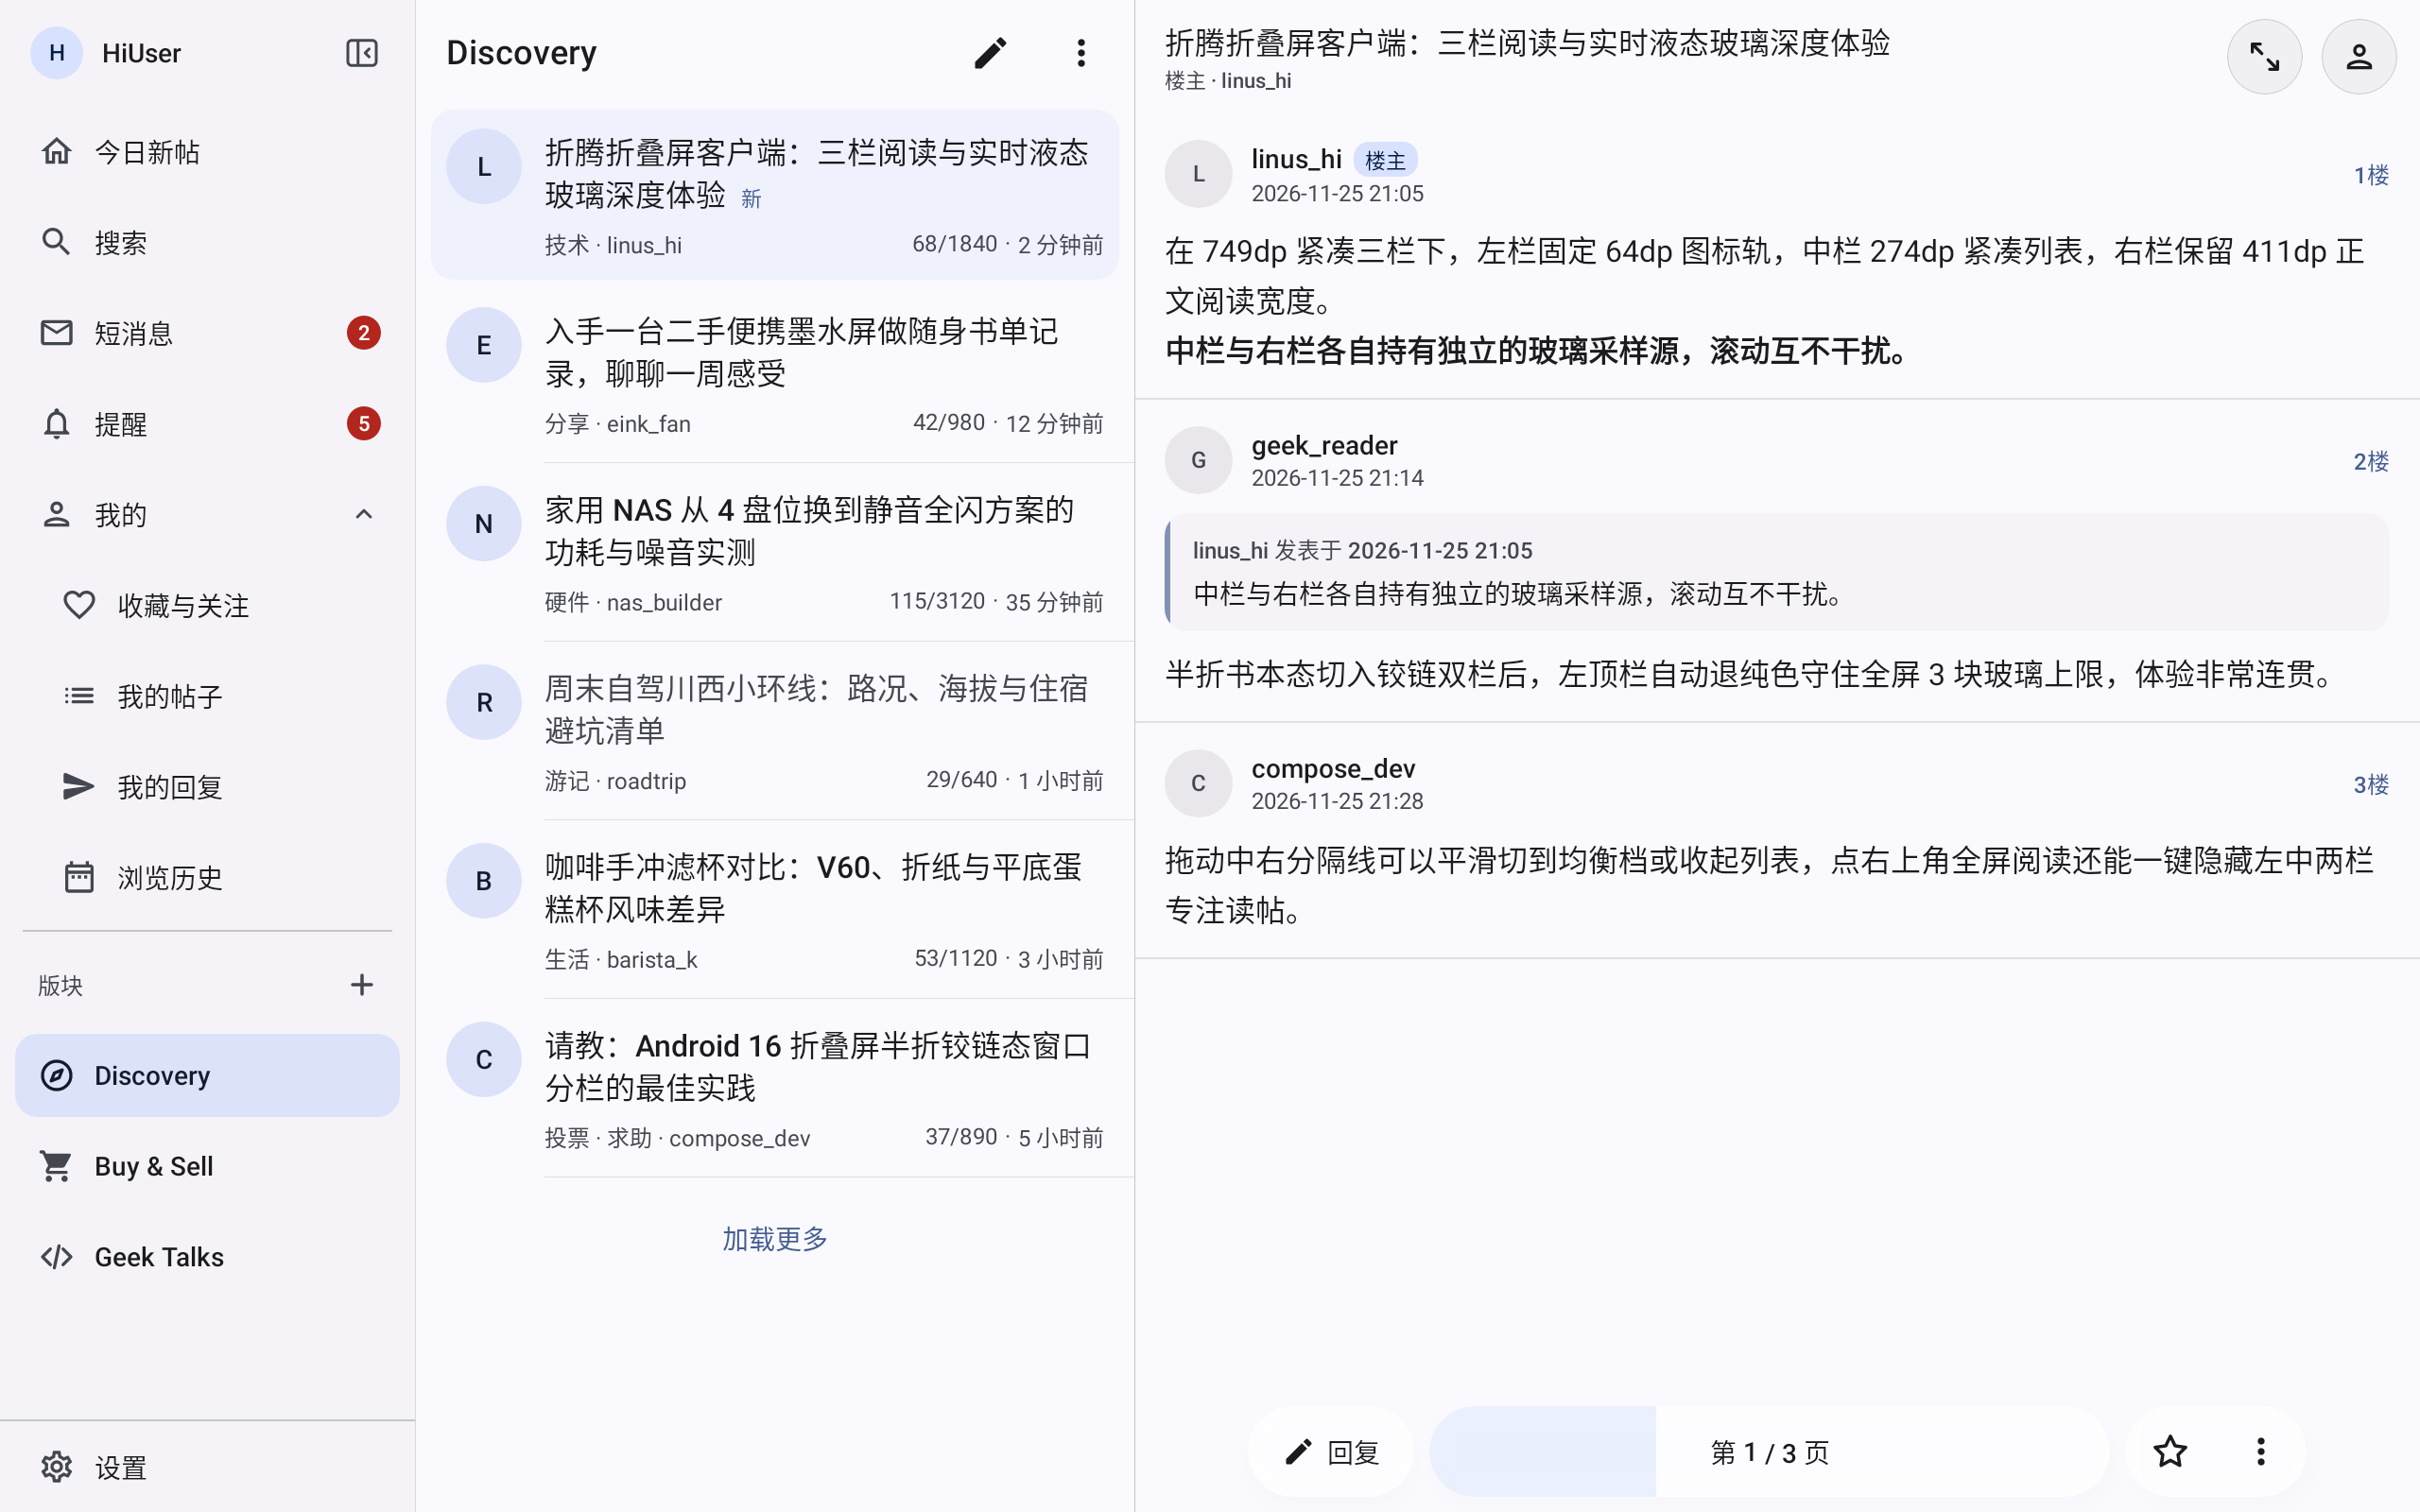 H
HiUser
今日新帖
搜索
短消息
2
提醒
5
我的
收藏与关注
我的帖子
我的回复
浏览历史
版块
Discovery
Buy & Sell
Geek Talks
设置
Discovery
L
折腾折叠屏客户端：三栏阅读与实时液态
玻璃深度体验 新
技术 · linus_hi
68/1840 · 2 分钟前
E
入手一台二手便携墨水屏做随身书单记
录，聊聊一周感受
分享 · eink_fan
42/980 · 12 分钟前
N
家用 NAS 从 4 盘位换到静音全闪方案的
功耗与噪音实测
硬件 · nas_builder
115/3120 · 35 分钟前
R
周末自驾川西小环线：路况、海拔与住宿
避坑清单
游记 · roadtrip
29/640 · 1 小时前
B
咖啡手冲滤杯对比：V60、折纸与平底蛋
糕杯风味差异
生活 · barista_k
53/1120 · 3 小时前
C
请教：Android 16 折叠屏半折铰链态窗口
分栏的最佳实践
投票 · 求助 · compose_dev
37/890 · 5 小时前
加载更多
折腾折叠屏客户端：三栏阅读与实时液态玻璃深度体验
楼主 · linus_hi
L
linus_hi 楼主
2026-11-25 21:05
1楼
在 749dp 紧凑三栏下，左栏固定 64dp 图标轨，中栏 274dp 紧凑列表，右栏保留 411dp 正
文阅读宽度。
中栏与右栏各自持有独立的玻璃采样源，滚动互不干扰。
G
geek_reader
2026-11-25 21:14
2楼
linus_hi 发表于 2026-11-25 21:05
中栏与右栏各自持有独立的玻璃采样源，滚动互不干扰。
半折书本态切入铰链双栏后，左顶栏自动退纯色守住全屏 3 块玻璃上限，体验非常连贯。
C
compose_dev
2026-11-25 21:28
3楼
拖动中右分隔线可以平滑切到均衡档或收起列表，点右上角全屏阅读还能一键隐藏左中两栏
专注读帖。
回复
第 1 / 3 页